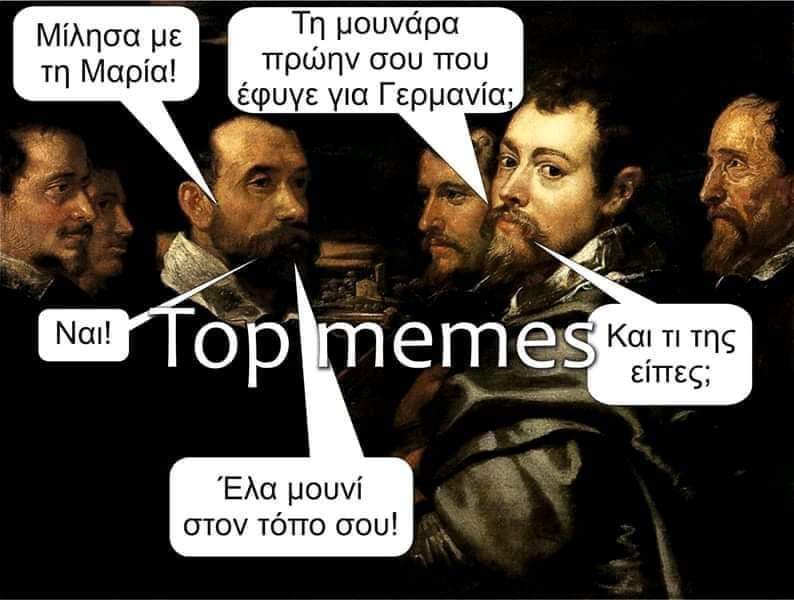 Μίλησα με
τη Μαρία!
Τη μουνάρα
πρώην σου που
έφυγε για Γερμανία;
Ναι!
Top memes
Και τι της
είπες;
Έλα μουνί
στον τόπο σου!